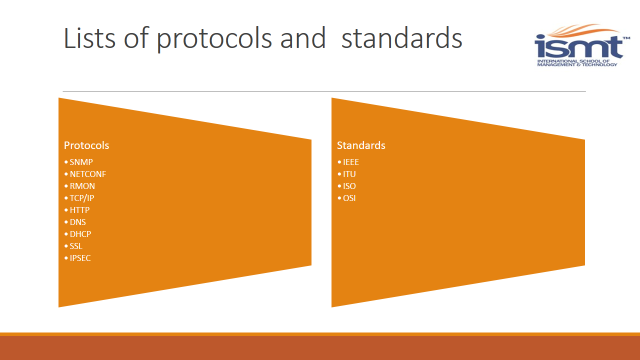 Lists of protocols and  standards
ismt™
INTERNATIONAL SCHOOL OF
MANAGEMENT & TECHNOLOGY
Protocols
• SNMP
• NETCONF
• RMON
• TCP/IP
• HTTP
• DNS
• DHCP
• SSL
• IPSEC
Standards
• IEEE
• ITU
• ISO
• OSI